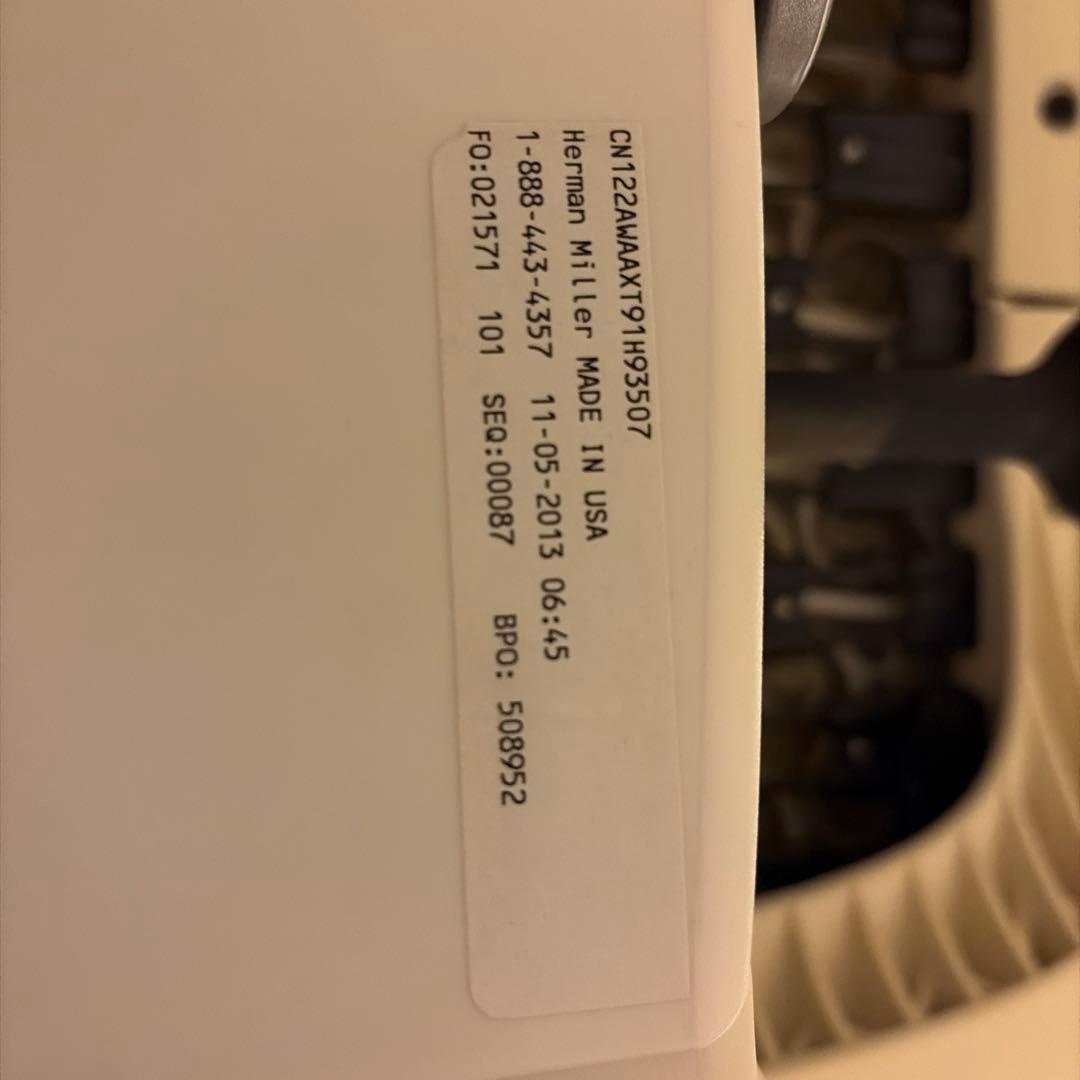 CN122AWAAXT91H93507
Herman Miller MADE IN USA
1-888-443-4357 11-05-2013 06:45
FO:021571 101 SEQ:00087 BPO: 508952